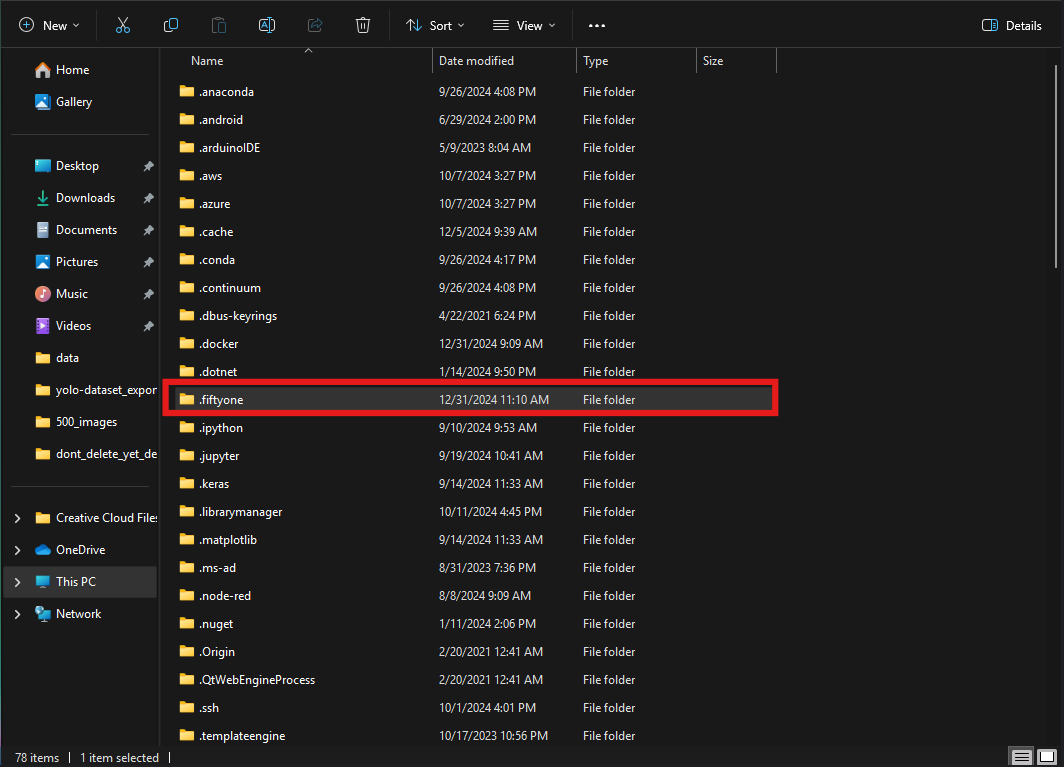 New Sort View Details
Name Date modified Type Size
Home
Gallery
Desktop
Downloads
Documents
Pictures
Music
Videos
data
yolo-dataset_expor
500_images
dont_delete_yet_de
Creative Cloud Files
OneDrive
This PC
Network
.anaconda 9/26/2024 4:08 PM File folder
.android 6/29/2024 2:00 PM File folder
.arduinoIDE 5/9/2023 8:04 AM File folder
.aws 10/7/2024 3:27 PM File folder
.azure 10/7/2024 3:27 PM File folder
.cache 12/5/2024 9:39 AM File folder
.conda 9/26/2024 4:17 PM File folder
.continuum 9/26/2024 4:08 PM File folder
.dbus-keyrings 4/22/2021 6:24 PM File folder
.docker 12/31/2024 9:09 AM File folder
.dotnet 1/14/2024 9:50 PM File folder
.fiftyone 12/31/2024 11:10 AM File folder
.ipython 9/10/2024 9:53 AM File folder
.jupyter 9/19/2024 10:41 AM File folder
.keras 9/14/2024 11:33 AM File folder
.librarymanager 10/11/2024 4:45 PM File folder
.matplotlib 9/14/2024 11:33 AM File folder
.ms-ad 8/31/2023 7:36 PM File folder
.node-red 8/8/2024 9:09 AM File folder
.nuget 1/11/2024 2:06 PM File folder
.Origin 2/20/2021 12:41 AM File folder
.QtWebEngineProcess 2/20/2021 12:41 AM File folder
.ssh 10/1/2024 4:01 PM File folder
.templateengine 10/17/2023 10:56 PM File folder
78 items 1 item selected